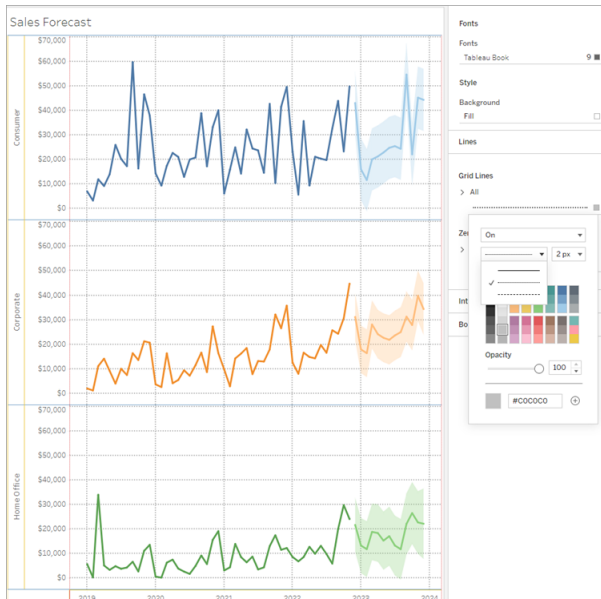 Sales Forecast
Consumer
$70,000
$60,000
$50,000
$40,000
$30,000
$20,000
$10,000
$0
Corporate
$70,000
$60,000
$50,000
$40,000
$30,000
$20,000
$10,000
$0
Home Office
$70,000
$60,000
$50,000
$40,000
$30,000
$20,000
$10,000
$0
2019 2020 2021 2022 2023 2024
Fonts
Fonts
Tableau Book 9
Style
Background
Fill
Lines
Grid Lines
All
Zer
On
2 px
Int
Bo
Opacity
100
#C0C0C0